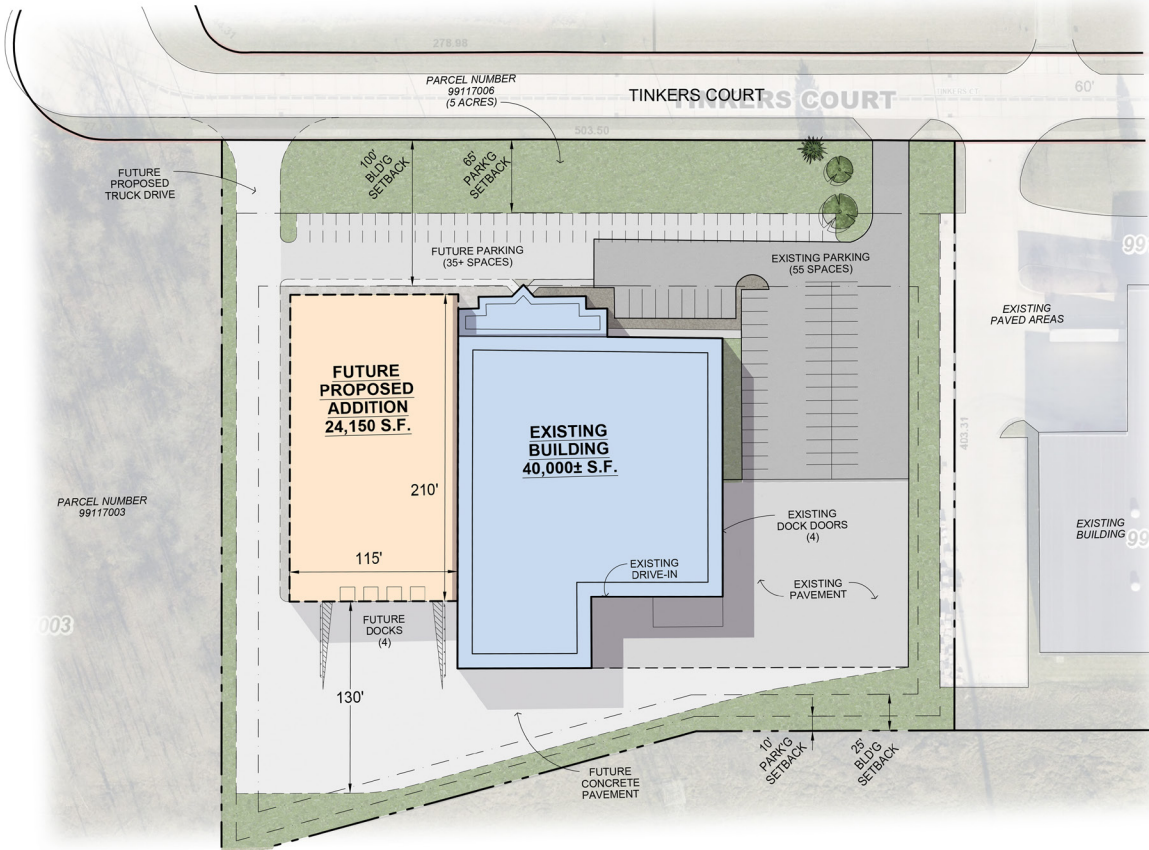 278.98
PARCEL NUMBER
99117006
(5 ACRES)
TINKERS COURT
TINKERS COURT
60'
503.50
FUTURE
PROPOSED
TRUCK DRIVE
100'
BLD'G
SETBACK
65'
PARK'G
SETBACK
FUTURE PARKING
(35+ SPACES)
EXISTING PARKING
(55 SPACES)
99
EXISTING
PAVED AREAS
FUTURE
PROPOSED
ADDITION
24,150 S.F.
EXISTING
BUILDING
40,000± S.F.
403.31
210'
PARCEL NUMBER
99117003
EXISTING
DOCK DOORS
(4)
EXISTING
BUILDING
99
115'
EXISTING
DRIVE-IN
EXISTING
PAVEMENT
003
FUTURE
DOCKS
(4)
130'
10'
PARK'G
SETBACK
25'
BLD'G
SETBACK
FUTURE
CONCRETE
PAVEMENT